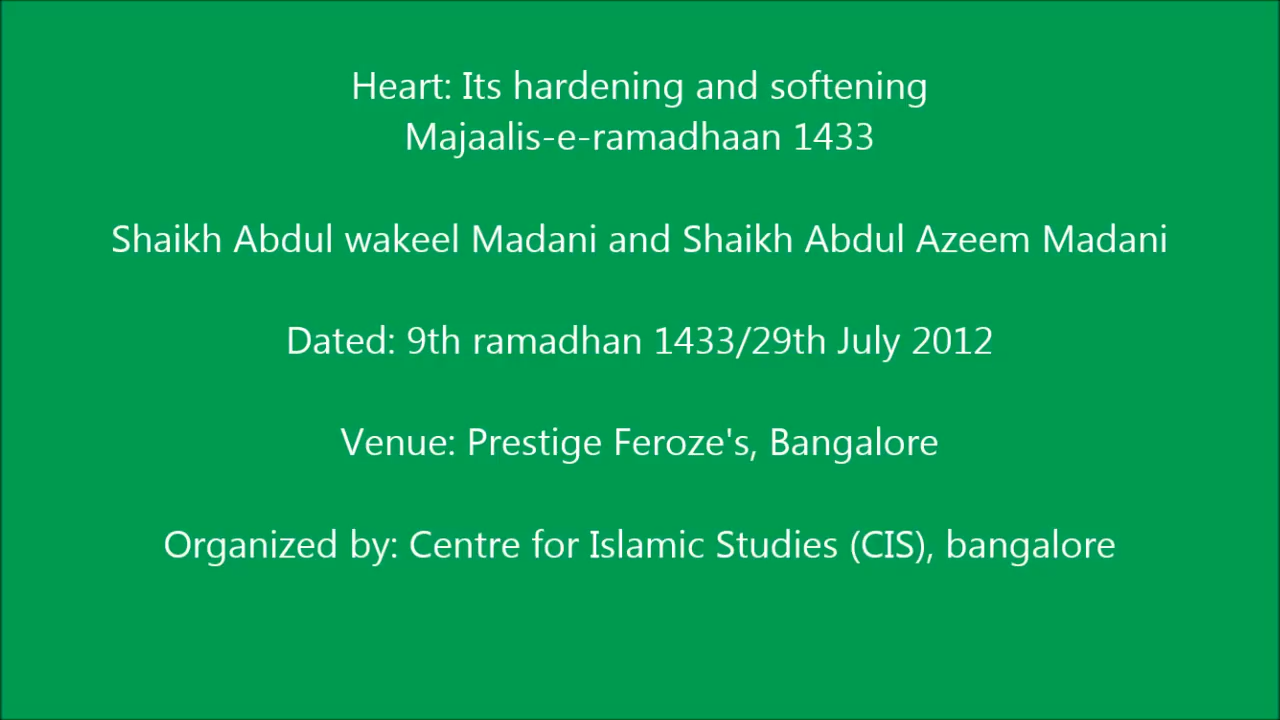 Heart: Its hardening and softening
Majaalis-e-ramadhaan 1433
Shaikh Abdul wakeel Madani and Shaikh Abdul Azeem Madani
Dated: 9th ramadhan 1433/29th July 2012
Venue: Prestige Feroze's, Bangalore
Organized by: Centre for Islamic Studies (CIS), bangalore